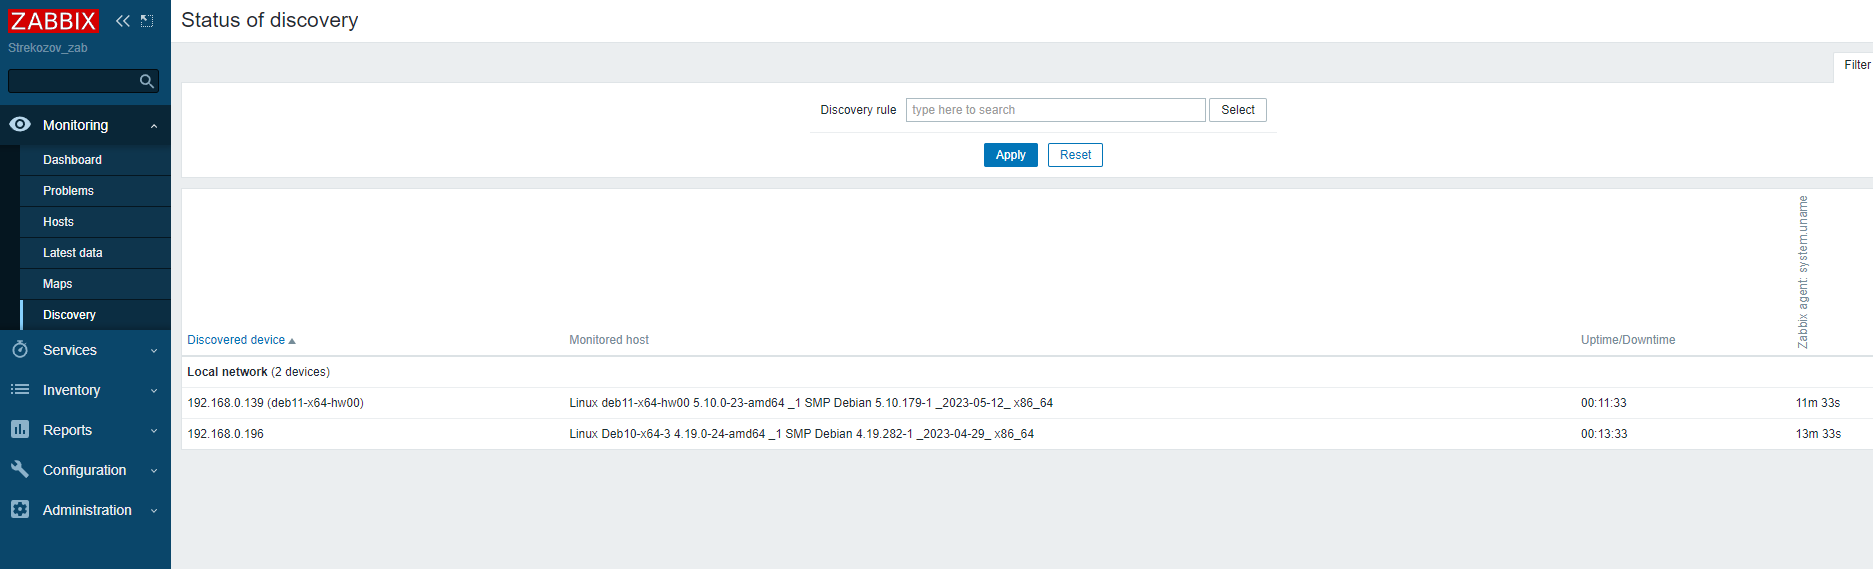 ZABBIX
Strekozov_zab
Monitoring
Dashboard
Problems
Hosts
Latest data
Maps
Discovery
Services
Inventory
Reports
Configuration
Administration
Status of discovery
Filter
Discovery rule type here to search Select
Apply Reset
Discovered device Monitored host Uptime/Downtime Zabbix agent: system.uname
Local network (2 devices)
192.168.0.139 (deb11-x64-hw00) Linux deb11-x64-hw00 5.10.0-23-amd64 _1 SMP Debian 5.10.179-1 _2023-05-12_ x86_64 00:11:33 11m 33s
192.168.0.196 Linux Deb10-x64-3 4.19.0-24-amd64 _1 SMP Debian 4.19.282-1 _2023-04-29_ x86_64 00:13:33 13m 33s